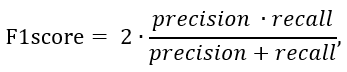 F1score = 2 · precision · recall / precision + recall,